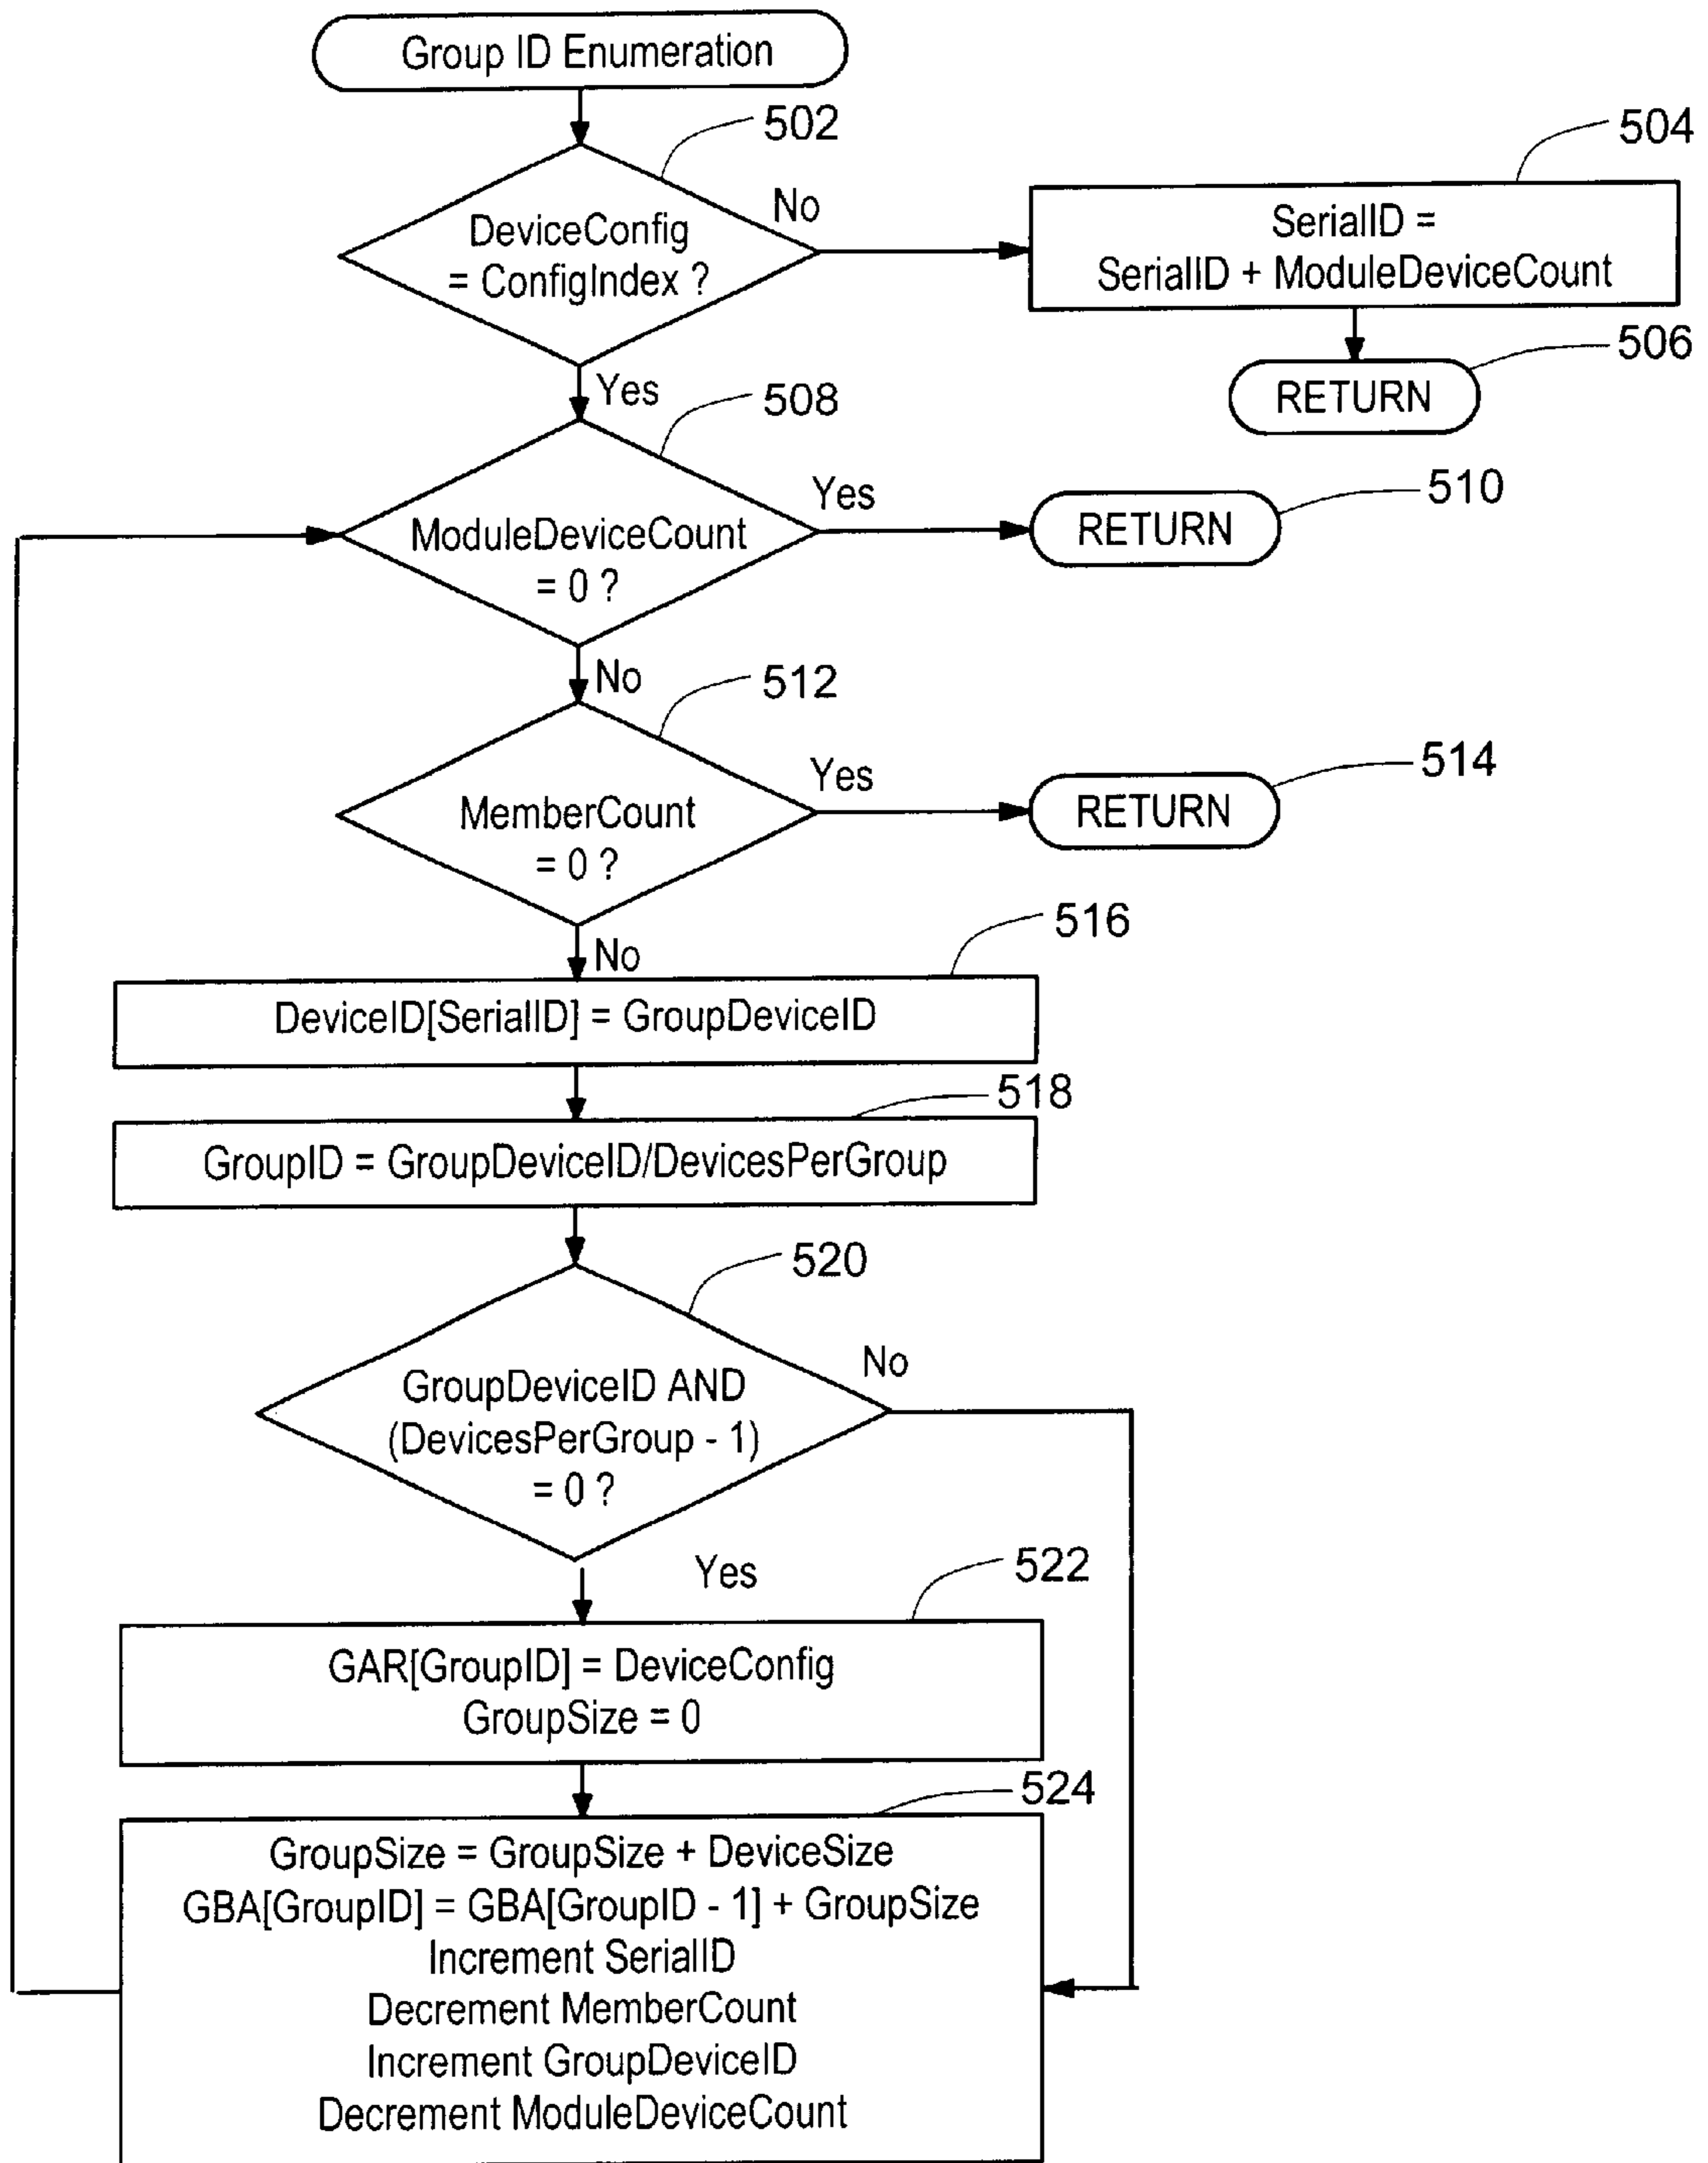 Group ID Enumeration
502
DeviceConfig
= ConfigIndex ?
No
504
SerialID =
SerialID + ModuleDeviceCount
506
RETURN
Yes
508
ModuleDeviceCount
= 0 ?
Yes
510
RETURN
No
512
MemberCount
= 0 ?
Yes
514
RETURN
No
516
DeviceID[SerialID] = GroupDeviceID
518
GroupID = GroupDeviceID/DevicesPerGroup
520
GroupDeviceID AND
(DevicesPerGroup - 1)
= 0 ?
No
Yes
522
GAR[GroupID] = DeviceConfig
GroupSize = 0
524
GroupSize = GroupSize + DeviceSize
GBA[GroupID] = GBA[GroupID - 1] + GroupSize
Increment SerialID
Decrement MemberCount
Increment GroupDeviceID
Decrement ModuleDeviceCount